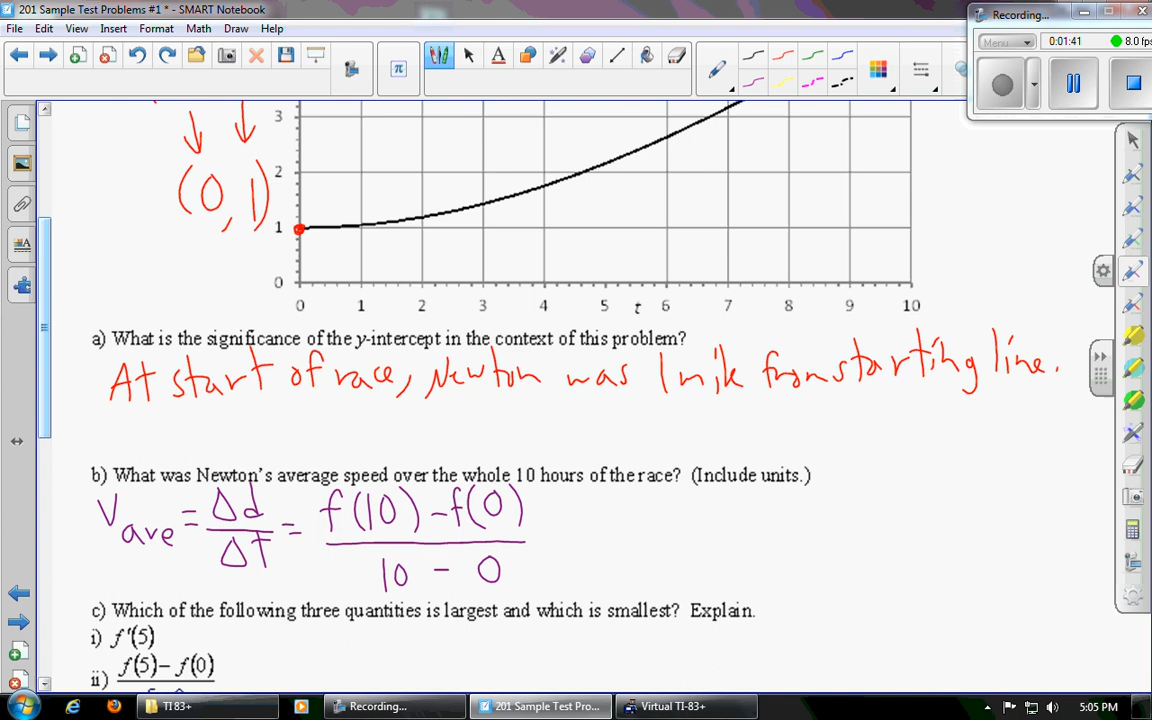 201 Sample Test Problems #1 * - SMART Notebook
File Edit View Insert Format Math Draw Help
Recording...
Menu
0:01:41
8.0 fps
π
3
2
1
0
(0, 1)
0 1 2 3 4 5 t 6 7 8 9 10
a) What is the significance of the y-intercept in the context of this problem?
At start of race, Newton was 1 mile from starting line.
b) What was Newton's average speed over the whole 10 hours of the race? (Include units.)
V ave = Δd / ΔT = f(10) - f(0) / 10 - 0
c) Which of the following three quantities is largest and which is smallest? Explain.
i) f'(5)
ii) f(5) - f(0)
TI 83+
Recording...
201 Sample Test Pro...
Virtual TI-83+
5:05 PM